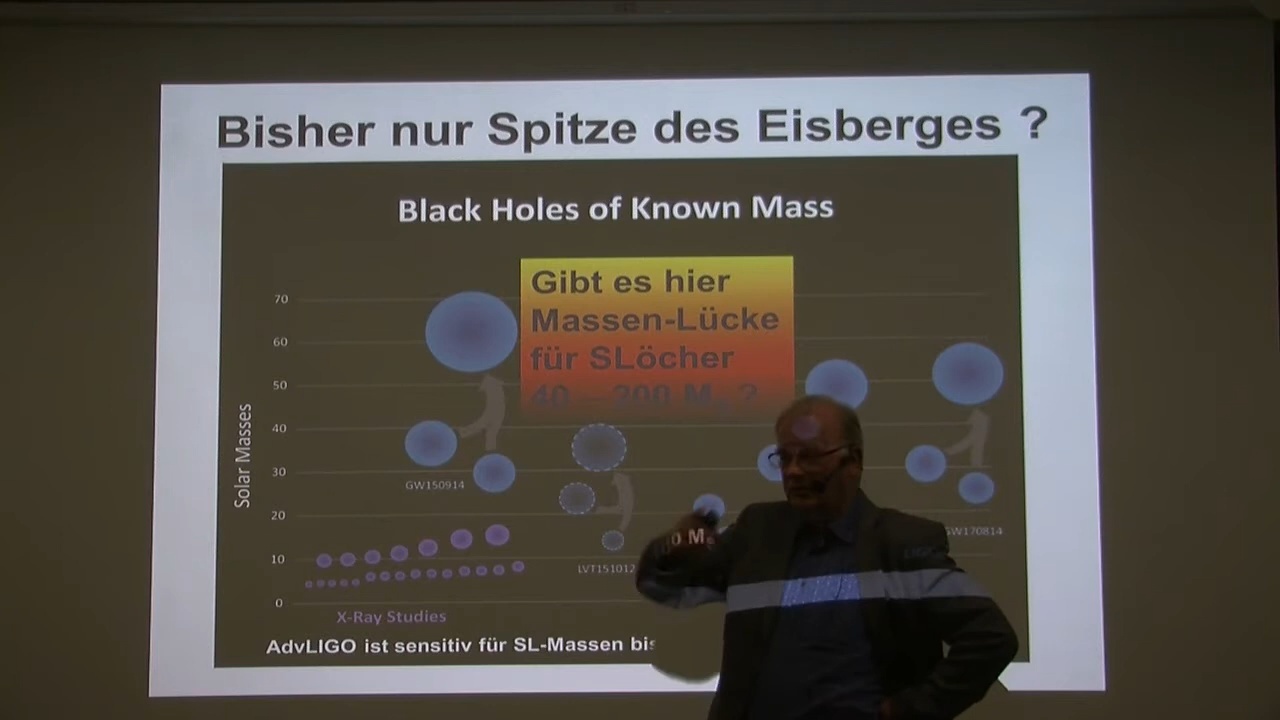 Bisher nur Spitze des Eisberges ?
Black Holes of Known Mass
Gibt es hier
Massen-Lücke
für SLöcher
40 – 200 M☉?
Solar Masses
70
60
50
40
30
20
10
0
GW150914
LVT151012
GW170814
X-Ray Studies
AdvLIGO ist sensitiv für SL-Massen bis